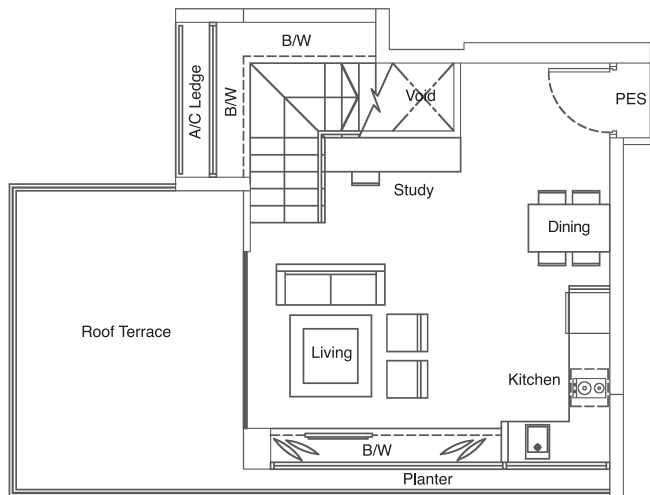 B/W
A/C Ledge
B/W
Void
PES
Study
Dining
Roof Terrace
Living
Kitchen
B/W
Planter